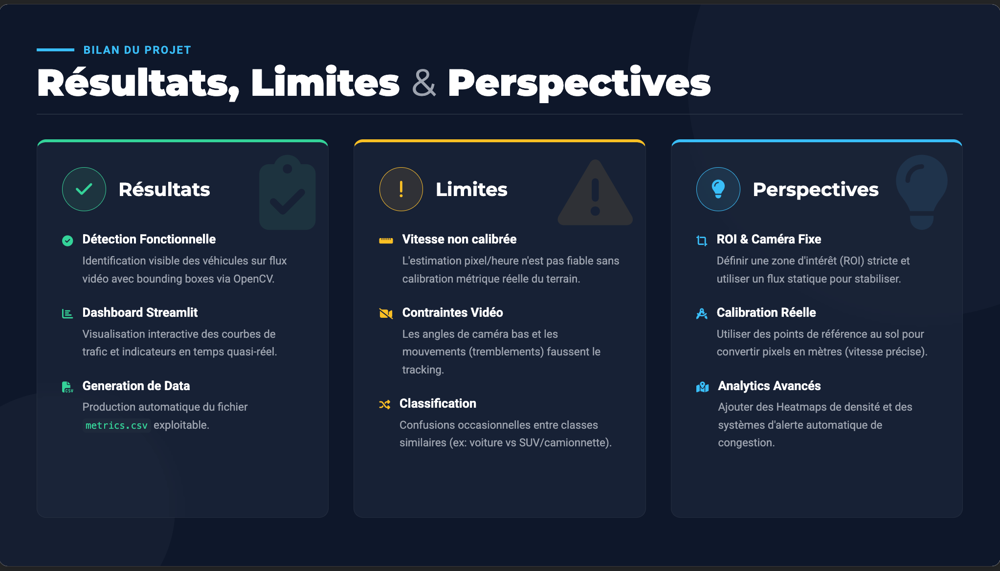 BILAN DU PROJET
Résultats, Limites & Perspectives
Résultats
Détection Fonctionnelle
Identification visible des véhicules sur flux
vidéo avec bounding boxes via OpenCV.
Dashboard Streamlit
Visualisation interactive des courbes de
trafic et indicateurs en temps quasi-réel.
CSV
Generation de Data
Production automatique du fichier
metrics.csv exploitable.
Limites
Vitesse non calibrée
L'estimation pixel/heure n'est pas fiable sans
calibration métrique réelle du terrain.
Contraintes Vidéo
Les angles de caméra bas et les
mouvements (tremblements) faussent le
tracking.
Classification
Confusions occasionnelles entre classes
similaires (ex: voiture vs SUV/camionnette).
Perspectives
ROI & Caméra Fixe
Définir une zone d'intérêt (ROI) stricte et
utiliser un flux statique pour stabiliser.
Calibration Réelle
Utiliser des points de référence au sol pour
convertir pixels en mètres (vitesse précise).
Analytics Avancés
Ajouter des Heatmaps de densité et des
systèmes d'alerte automatique de
congestion.